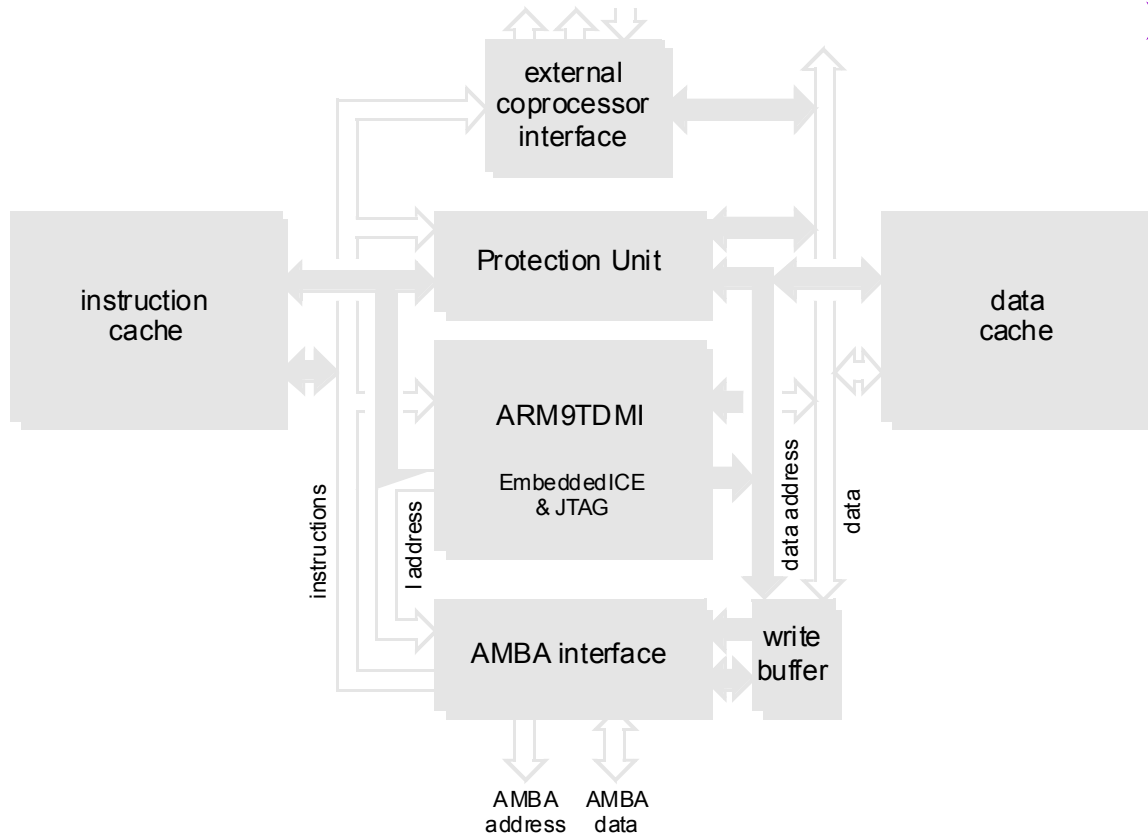 external
coprocessor
interface
Protection Unit
instruction
cache
data
cache
ARM9TDMI
EmbeddedICE
& JTAG
instructions
I address
data address
data
AMBA interface
write
buffer
AMBA
address
AMBA
data